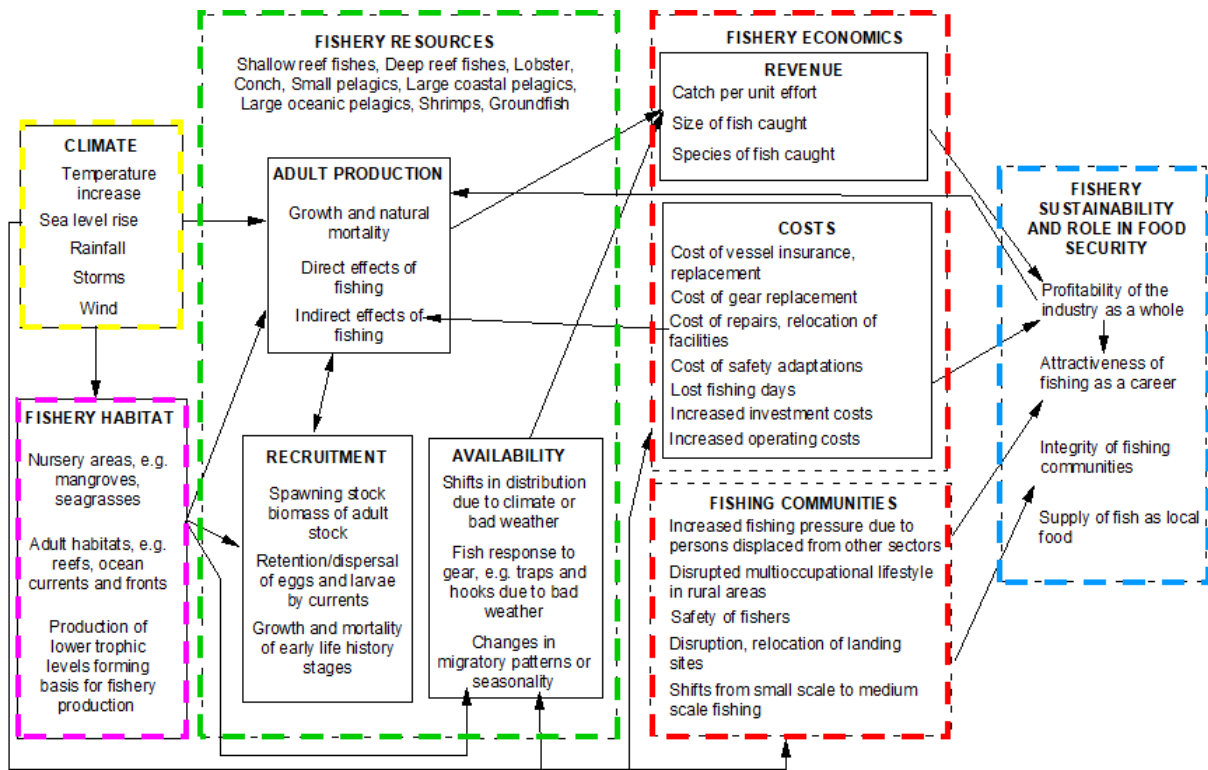 CLIMATE
Temperature
increase
Sea level rise
Rainfall
Storms
Wind
FISHERY HABITAT
Nursery areas, e.g.
mangroves,
seagrasses
Adult habitats, e.g.
reefs, ocean
currents and fronts
Production of
lower trophic
levels forming
basis for fishery
production
FISHERY RESOURCES
Shallow reef fishes, Deep reef fishes, Lobster,
Conch, Small pelagics, Large coastal pelagics,
Large oceanic pelagics, Shrimps, Groundfish
ADULT PRODUCTION
Growth and natural
mortality
Direct effects of
fishing
Indirect effects of
fishing
RECRUITMENT
Spawning stock
biomass of adult
stock
Retention/dispersal
of eggs and larvae
by currents
Growth and mortality
of early life history
stages
AVAILABILITY
Shifts in distribution
due to climate or
bad weather
Fish response to
gear, e.g. traps and
hooks due to bad
weather
Changes in
migratory patterns or
seasonality
FISHERY ECONOMICS
REVENUE
Catch per unit effort
Size of fish caught
Species of fish caught
COSTS
Cost of vessel insurance,
replacement
Cost of gear replacement
Cost of repairs, relocation of
facilities
Cost of safety adaptations
Lost fishing days
Increased investment costs
Increased operating costs
FISHING COMMUNITIES
Increased fishing pressure due to
persons displaced from other sectors
Disrupted multioccupational lifestyle
in rural areas
Safety of fishers
Disruption, relocation of landing
sites
Shifts from small scale to medium
scale fishing
FISHERY
SUSTAINABILITY
AND ROLE IN FOOD
SECURITY
Profitability of the
industry as a whole
Attractiveness of
fishing as a career
Integrity of fishing
communities
Supply of fish as local
food